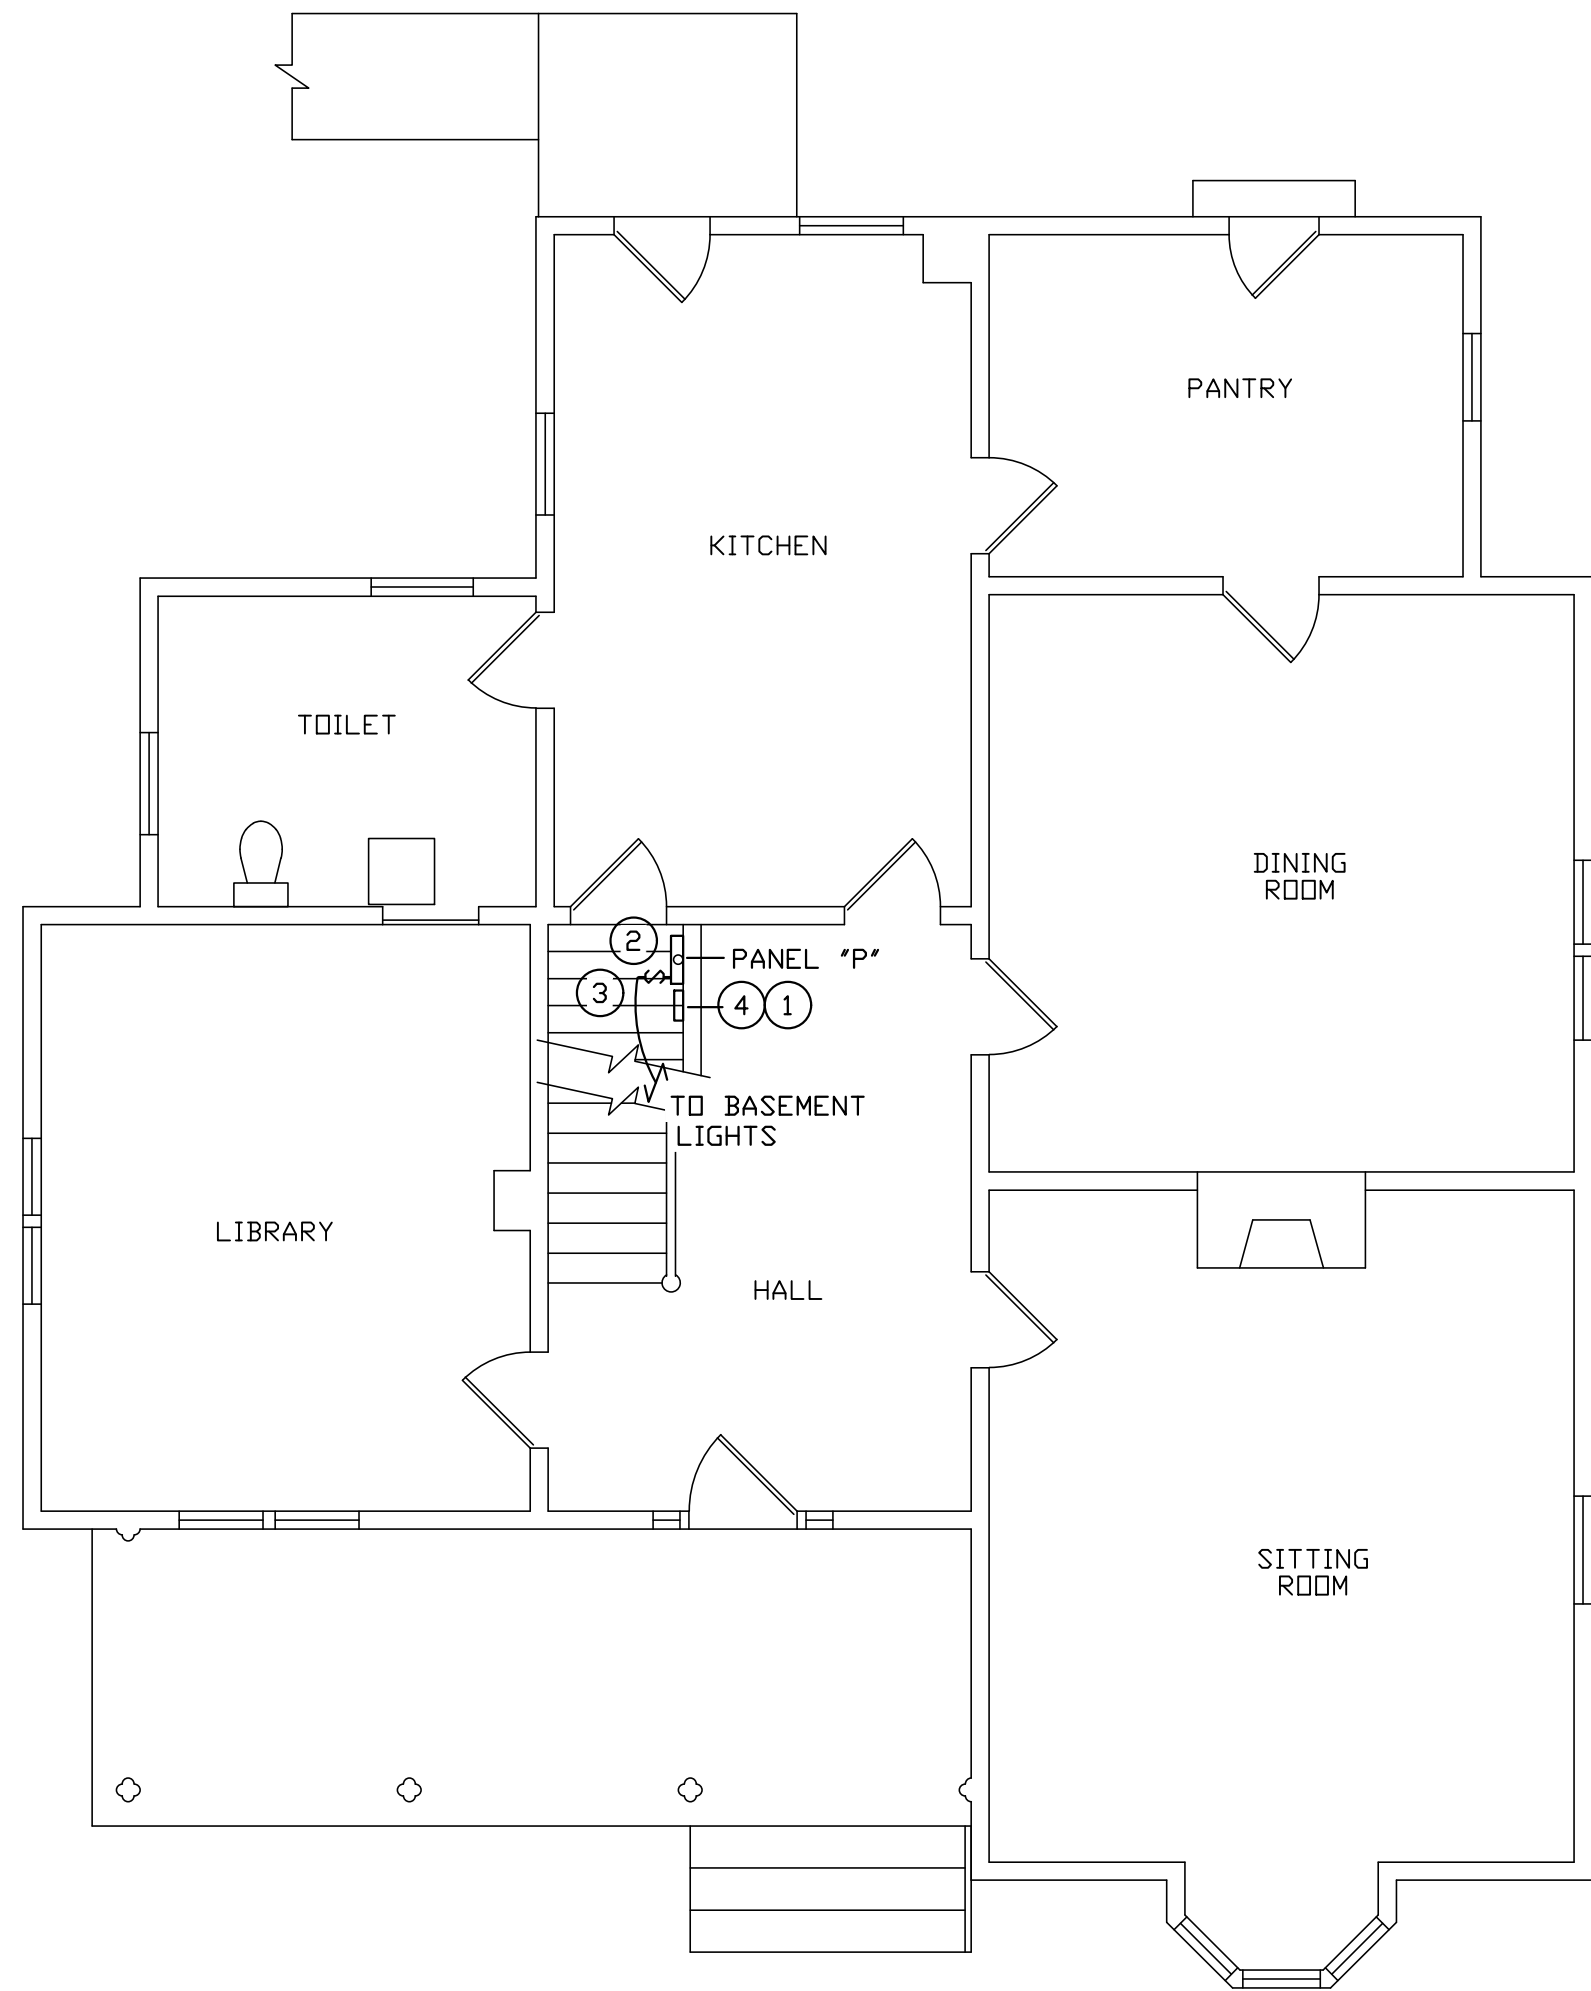 PANTRY
KITCHEN
TOILET
DINING
ROOM
2
PANEL "P"
3
4 1
TO BASEMENT
LIGHTS
LIBRARY
HALL
SITTING
ROOM